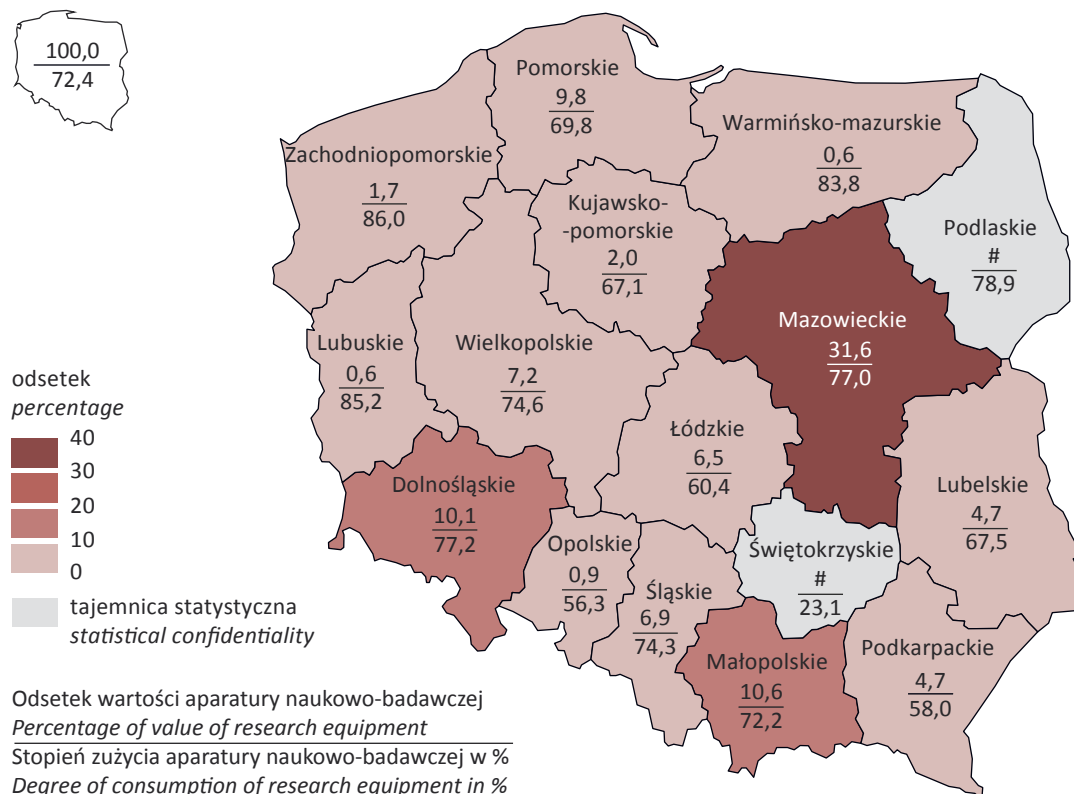 100,0
72,4
Pomorskie
9,8
69,8
Warmińsko-mazurskie
0,6
83,8
Zachodniopomorskie
1,7
86,0
Kujawsko-
-pomorskie
2,0
67,1
Podlaskie
#
78,9
Mazowieckie
31,6
77,0
Lubuskie
0,6
85,2
Wielkopolskie
7,2
74,6
Łódzkie
6,5
60,4
Dolnośląskie
10,1
77,2
Lubelskie
4,7
67,5
Opolskie
0,9
56,3
Śląskie
6,9
74,3
Świętokrzyskie
#
23,1
Małopolskie
10,6
72,2
Podkarpackie
4,7
58,0
odsetek
percentage
40
30
20
10
0
tajemnica statystyczna
statistical confidentiality
Odsetek wartości aparatury naukowo-badawczej
Percentage of value of research equipment
Stopień zużycia aparatury naukowo-badawczej w %
Degree of consumption of research equipment in %